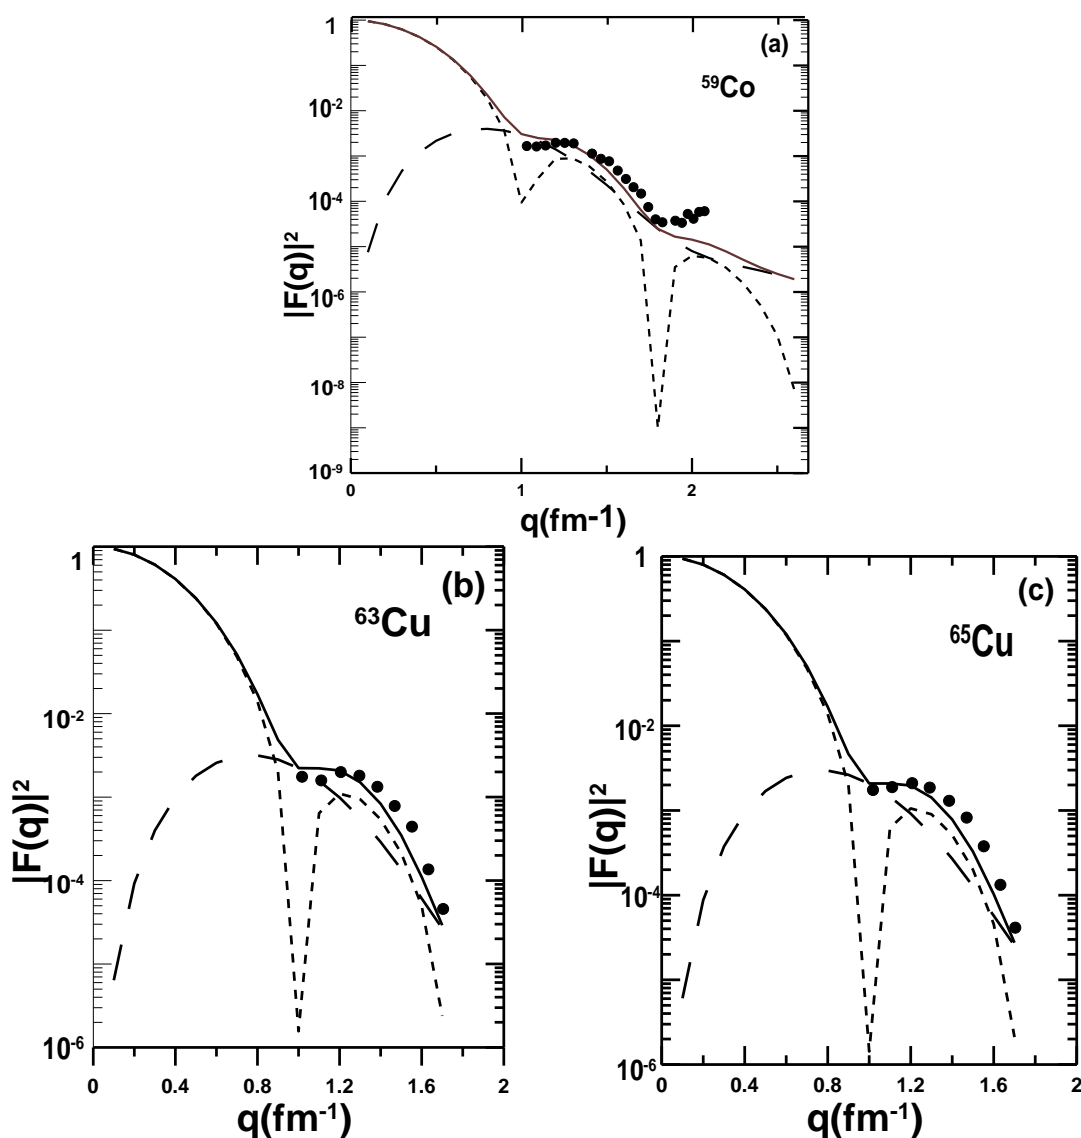 (a)
⁵⁹Co
|F(q)|²
1
10⁻²
10⁻⁴
10⁻⁶
10⁻⁸
10⁻⁹
0 1 2
q(fm-1)
(b)
⁶³Cu
|F(q)|²
1
10⁻²
10⁻⁴
10⁻⁶
0 0.4 0.8 1.2 1.6 2
q(fm⁻¹)
(c)
⁶⁵Cu
|F(q)|²
1
10⁻²
10⁻⁴
10⁻⁶
0 0.4 0.8 1.2 1.6 2
q(fm⁻¹)